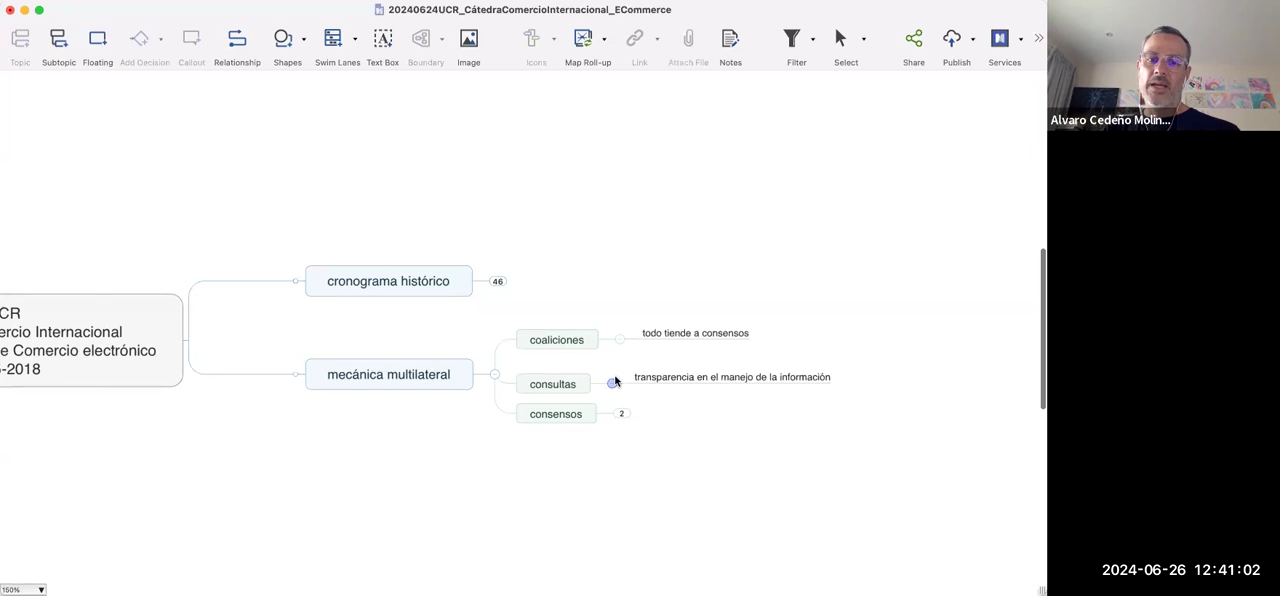 20240624UCR_CátedraComercioInternacional_ECommerce
Topic Subtopic Floating Add Decision Callout Relationship Shapes Swim Lanes Text Box Boundary Image Icons Map Roll-up Link Attach File Notes Filter Select Share Publish Services
Alvaro Cedeño Molin...
cronograma histórico 46
CR
ercio Internacional
e Comercio electrónico
-2018
coaliciones todo tiende a consensos
mecánica multilateral
consultas transparencia en el manejo de la información
consensos 2
2024-06-26 12:41:02
150%